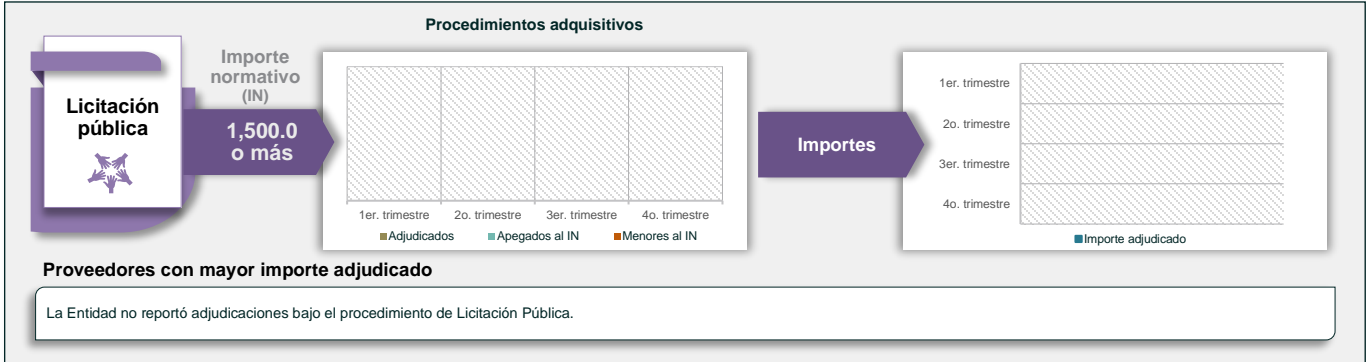 Procedimientos adquisitivos
Licitación
pública
Importe
normativo
(IN)
1,500.0
o más
1er. trimestre
2o. trimestre
3er. trimestre
4o. trimestre
Adjudicados
Apegados al IN
Menores al IN
Importes
1er. trimestre
2o. trimestre
3er. trimestre
4o. trimestre
Importe adjudicado
Proveedores con mayor importe adjudicado
La Entidad no reportó adjudicaciones bajo el procedimiento de Licitación Pública.